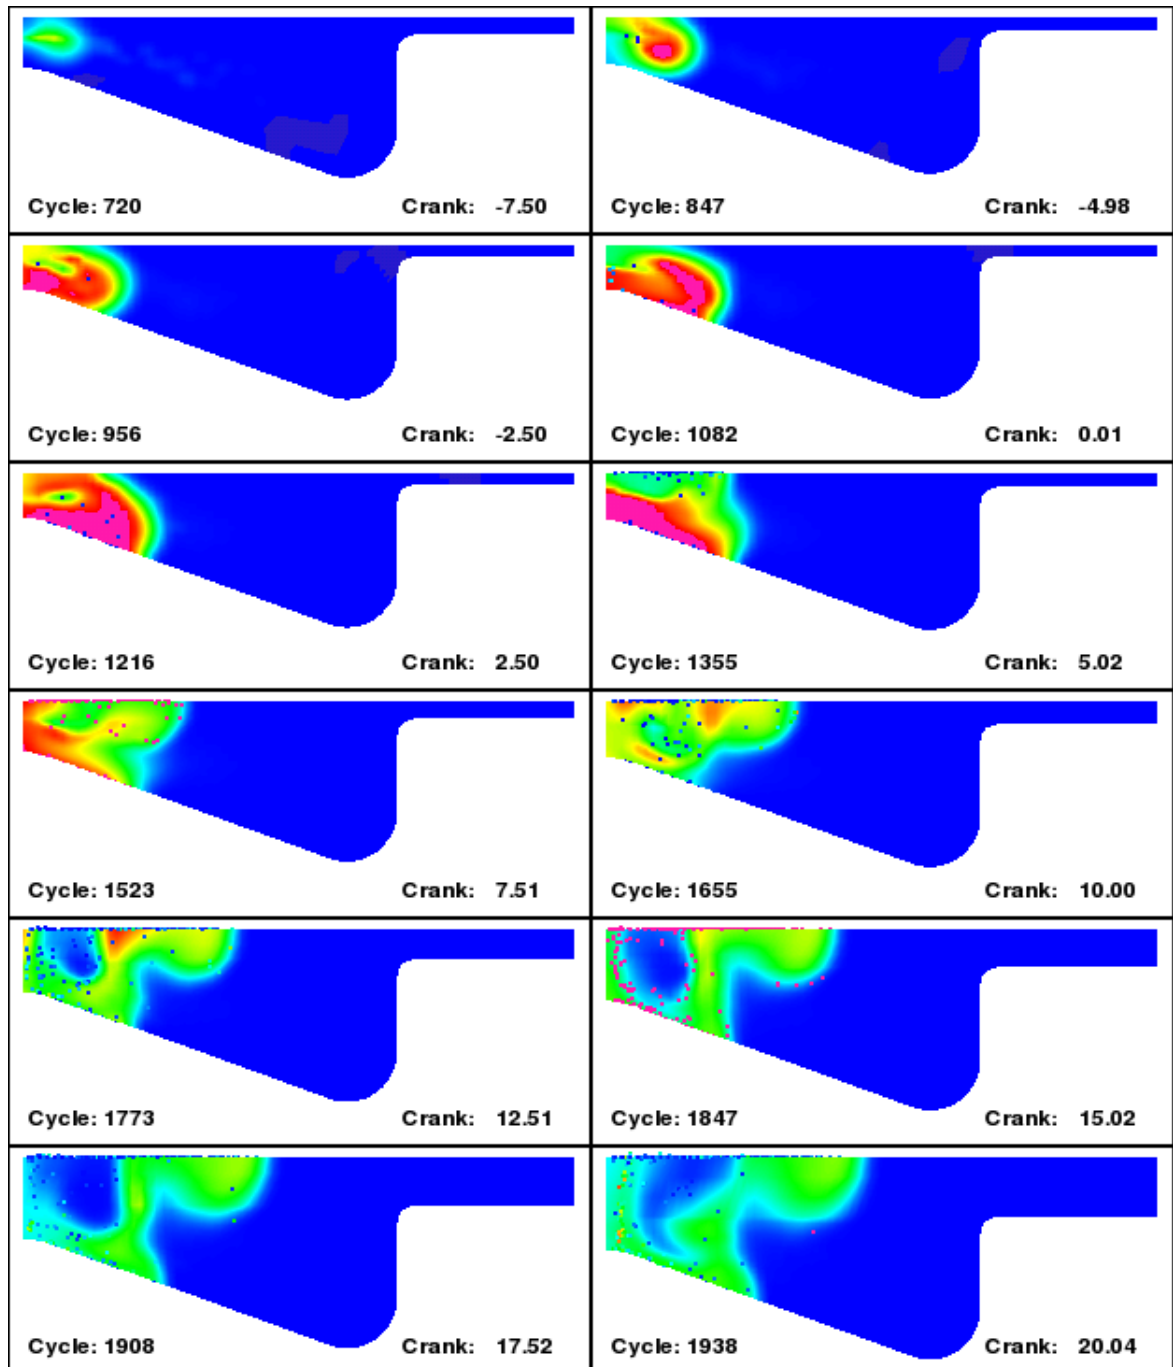 Cycle: 720 Crank: -7.50
Cycle: 847 Crank: -4.98
Cycle: 956 Crank: -2.50
Cycle: 1082 Crank: 0.01
Cycle: 1216 Crank: 2.50
Cycle: 1355 Crank: 5.02
Cycle: 1523 Crank: 7.51
Cycle: 1655 Crank: 10.00
Cycle: 1773 Crank: 12.51
Cycle: 1847 Crank: 15.02
Cycle: 1908 Crank: 17.52
Cycle: 1938 Crank: 20.04